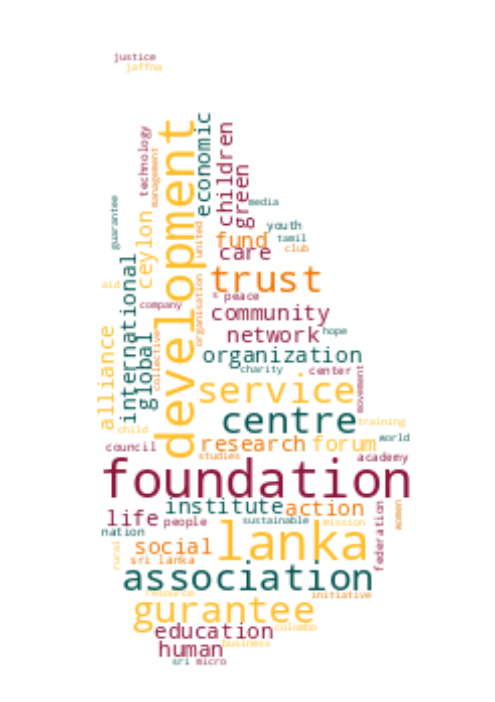 justice
jaffna
economic
development
children
technology
management
green
media
guarantee
ceylon
youth
united
fund
tamil
club
care
international
trust
aid
organisation
s
peace
company
community
global
network
hope
collective
alliance
organization
charity
center
movement
service
centre
training
child
world
council
research
forum
studies
academy
foundation
institute
action
life
people
sustainable
mission
federation
women
nation
lanka
social
rural
sri lanka
association
resource
initiative
gurantee
education
colombo
human
business
sri
micro